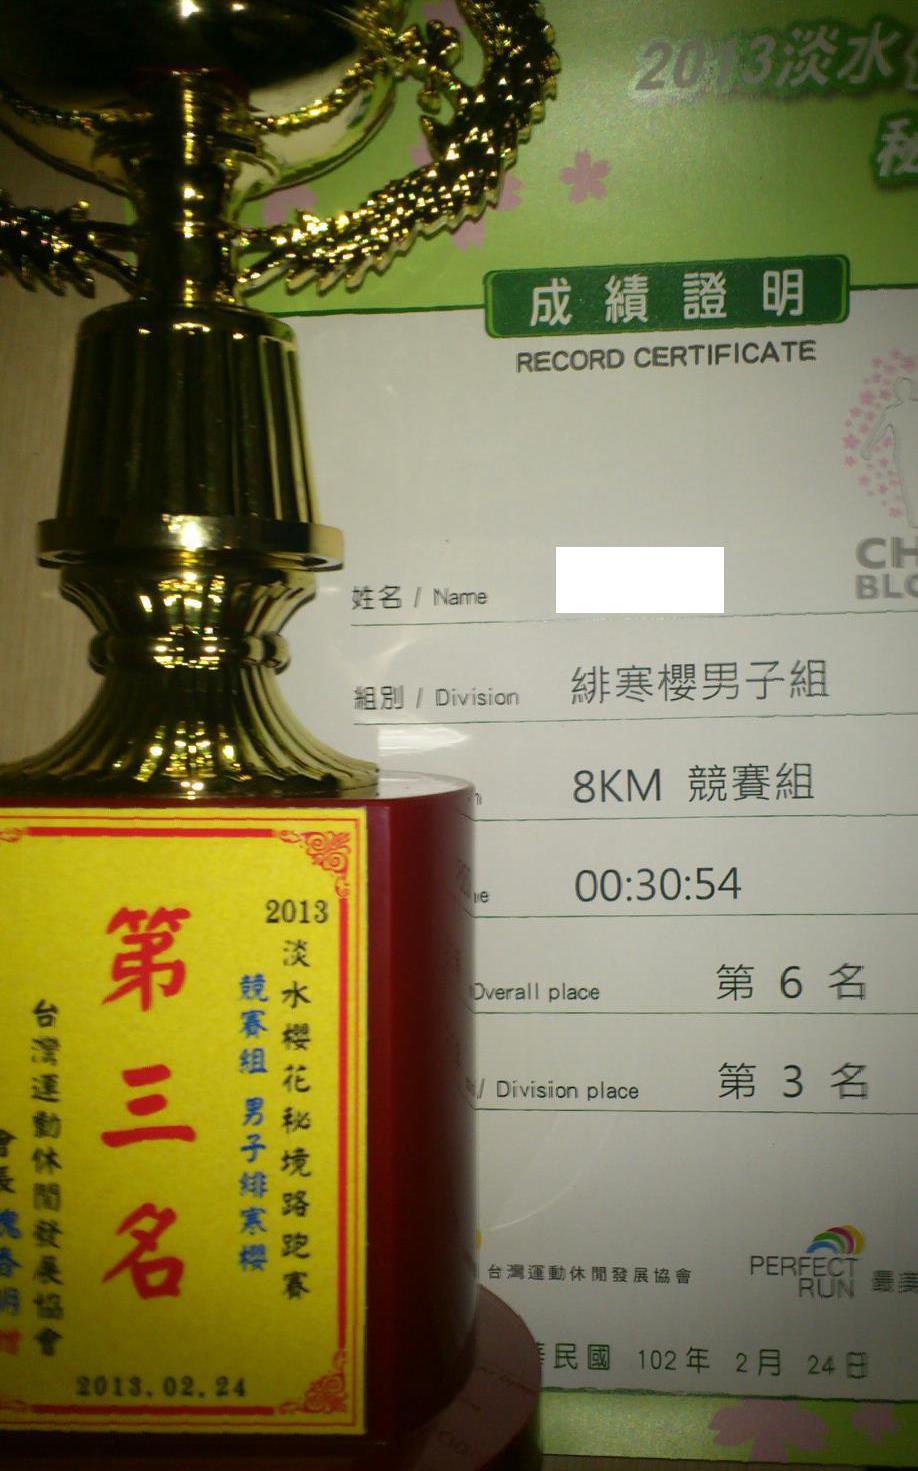 2013淡水
秘
成績證明
RECORD CERTIFICATE
姓名 / Name
組別 / Division 緋寒櫻男子組
8KM 競賽組
00:30:54
Overall place 第 6 名
/ Division place 第 3 名
台灣運動休閒發展協會
PERFECT
RUN
最美
民國 102年 2月 24日
2013
淡水櫻花秘境路跑賽
競賽組 男子緋寒櫻
第三名
台灣運動休閒發展協會
2013.02.24